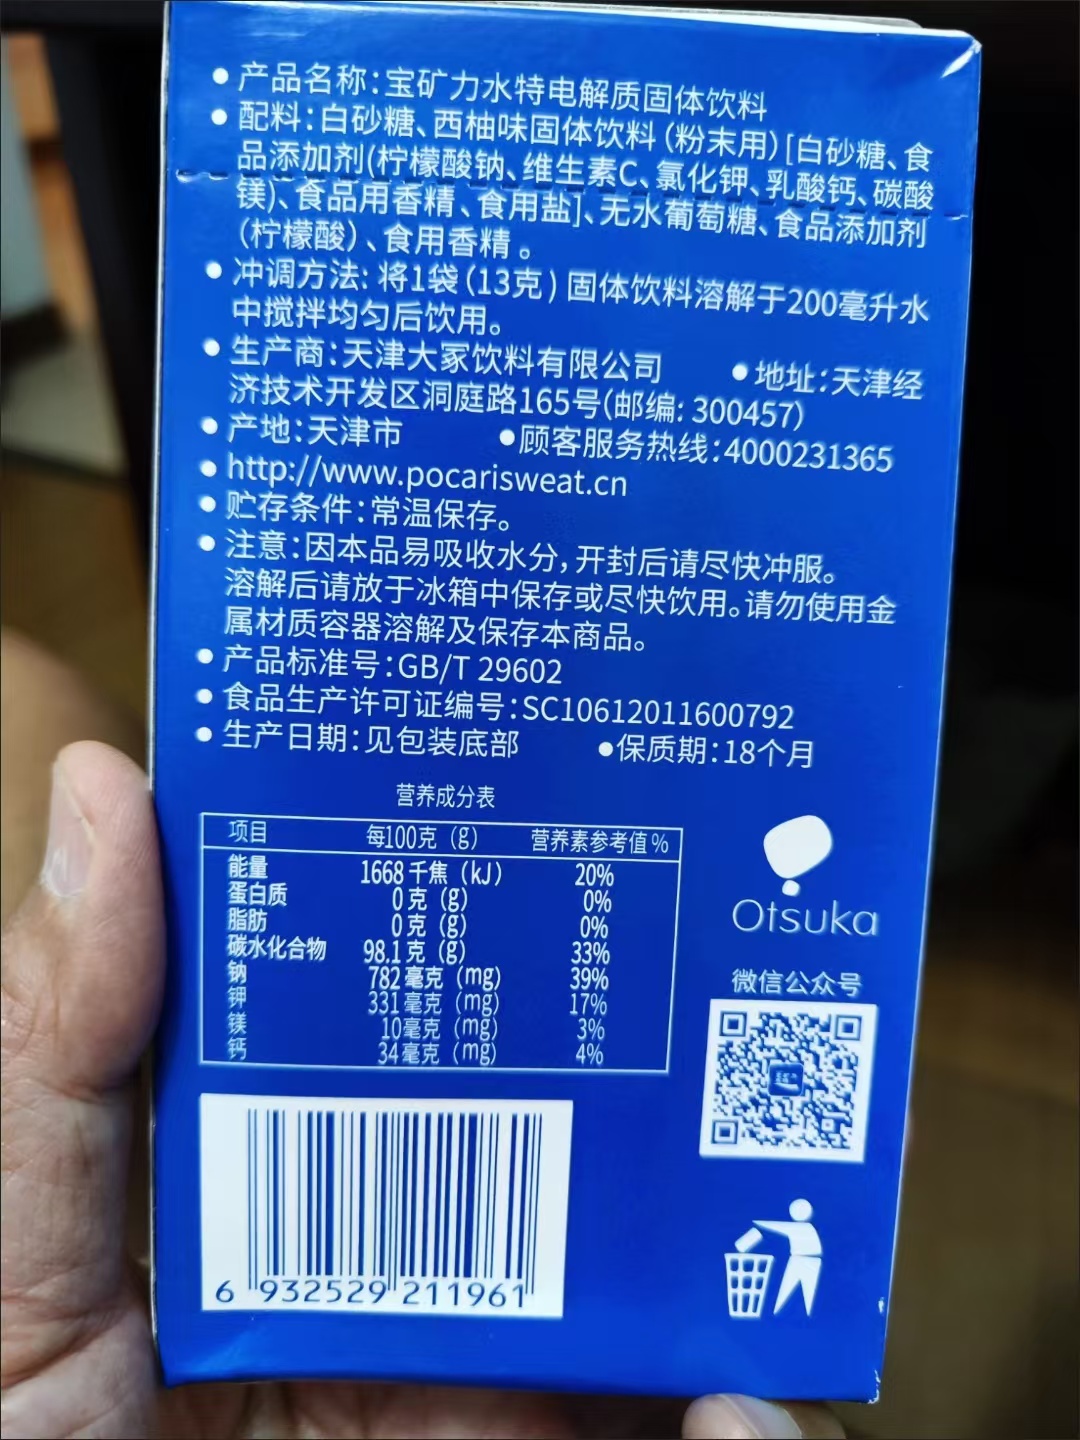 ● 产品名称：宝矿力水特电解质固体饮料
● 配料：白砂糖、西柚味固体饮料（粉末用）[白砂糖、食
品添加剂(柠檬酸钠、维生素C、氯化钾、乳酸钙、碳酸
镁）、食品用香精、食用盐]、无水葡萄糖、食品添加剂
（柠檬酸）、食用香精。
● 冲调方法：将1袋（13克）固体饮料溶解于200毫升水
中搅拌均匀后饮用。
● 生产商：天津大冢饮料有限公司 ● 地址：天津经
济技术开发区洞庭路165号(邮编: 300457)
● 产地：天津市 ●顾客服务热线：4000231365
● http://www.pocarisweat.cn
● 贮存条件：常温保存。
● 注意：因本品易吸收水分，开封后请尽快冲服。
溶解后请放于冰箱中保存或尽快饮用。请勿使用金
属材质容器溶解及保存本商品。
● 产品标准号：GB/T 29602
● 食品生产许可证编号：SC10612011600792
● 生产日期：见包装底部 ●保质期：18个月
营养成分表
项目 每100克（g） 营养素参考值%
能量 1668千焦（kJ） 20%
蛋白质 0克（g） 0%
脂肪 0克（g） 0%
碳水化合物 98.1克（g） 33%
钠 782毫克（mg） 39%
钾 331毫克（mg） 17%
镁 10毫克（mg） 3%
钙 34毫克（mg） 4%
Otsuka
微信公众号
6 932529 211961